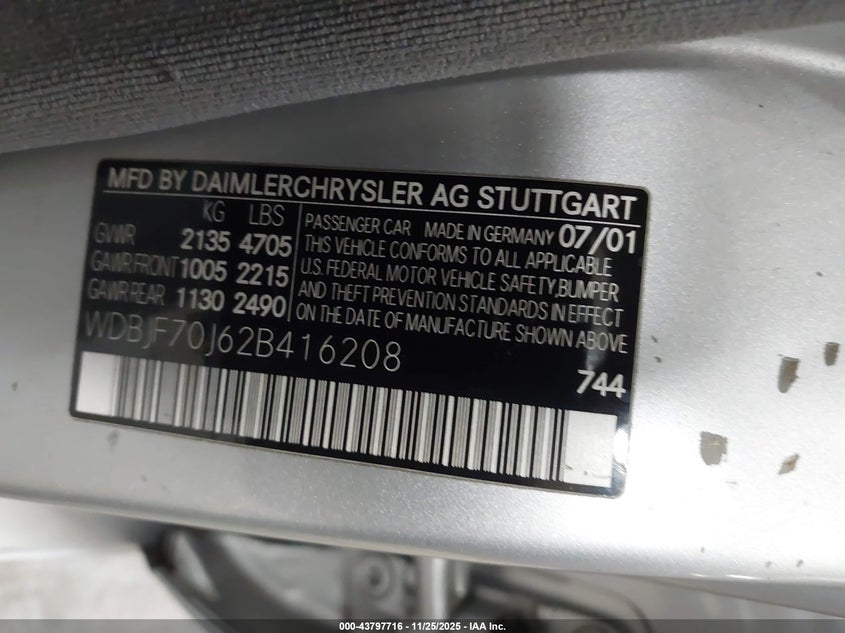 MFD BY DAIMLERCHRYSLER AG STUTTGART
KG LBS
GVWR 2135 4705
GAWR FRONT 1005 2215
GAWR REAR 1130 2490
PASSENGER CAR MADE IN GERMANY 07/01
THIS VEHICLE CONFORMS TO ALL APPLICABLE
U.S. FEDERAL MOTOR VEHICLE SAFETY, BUMPER
AND THEFT PREVENTION STANDARDS IN EFFECT
ON THE DATE OF MANUFACTURE SHOWN ABOVE
WDBJF70J62B416208
744
000-43797716 - 11/25/2025 - IAA Inc.